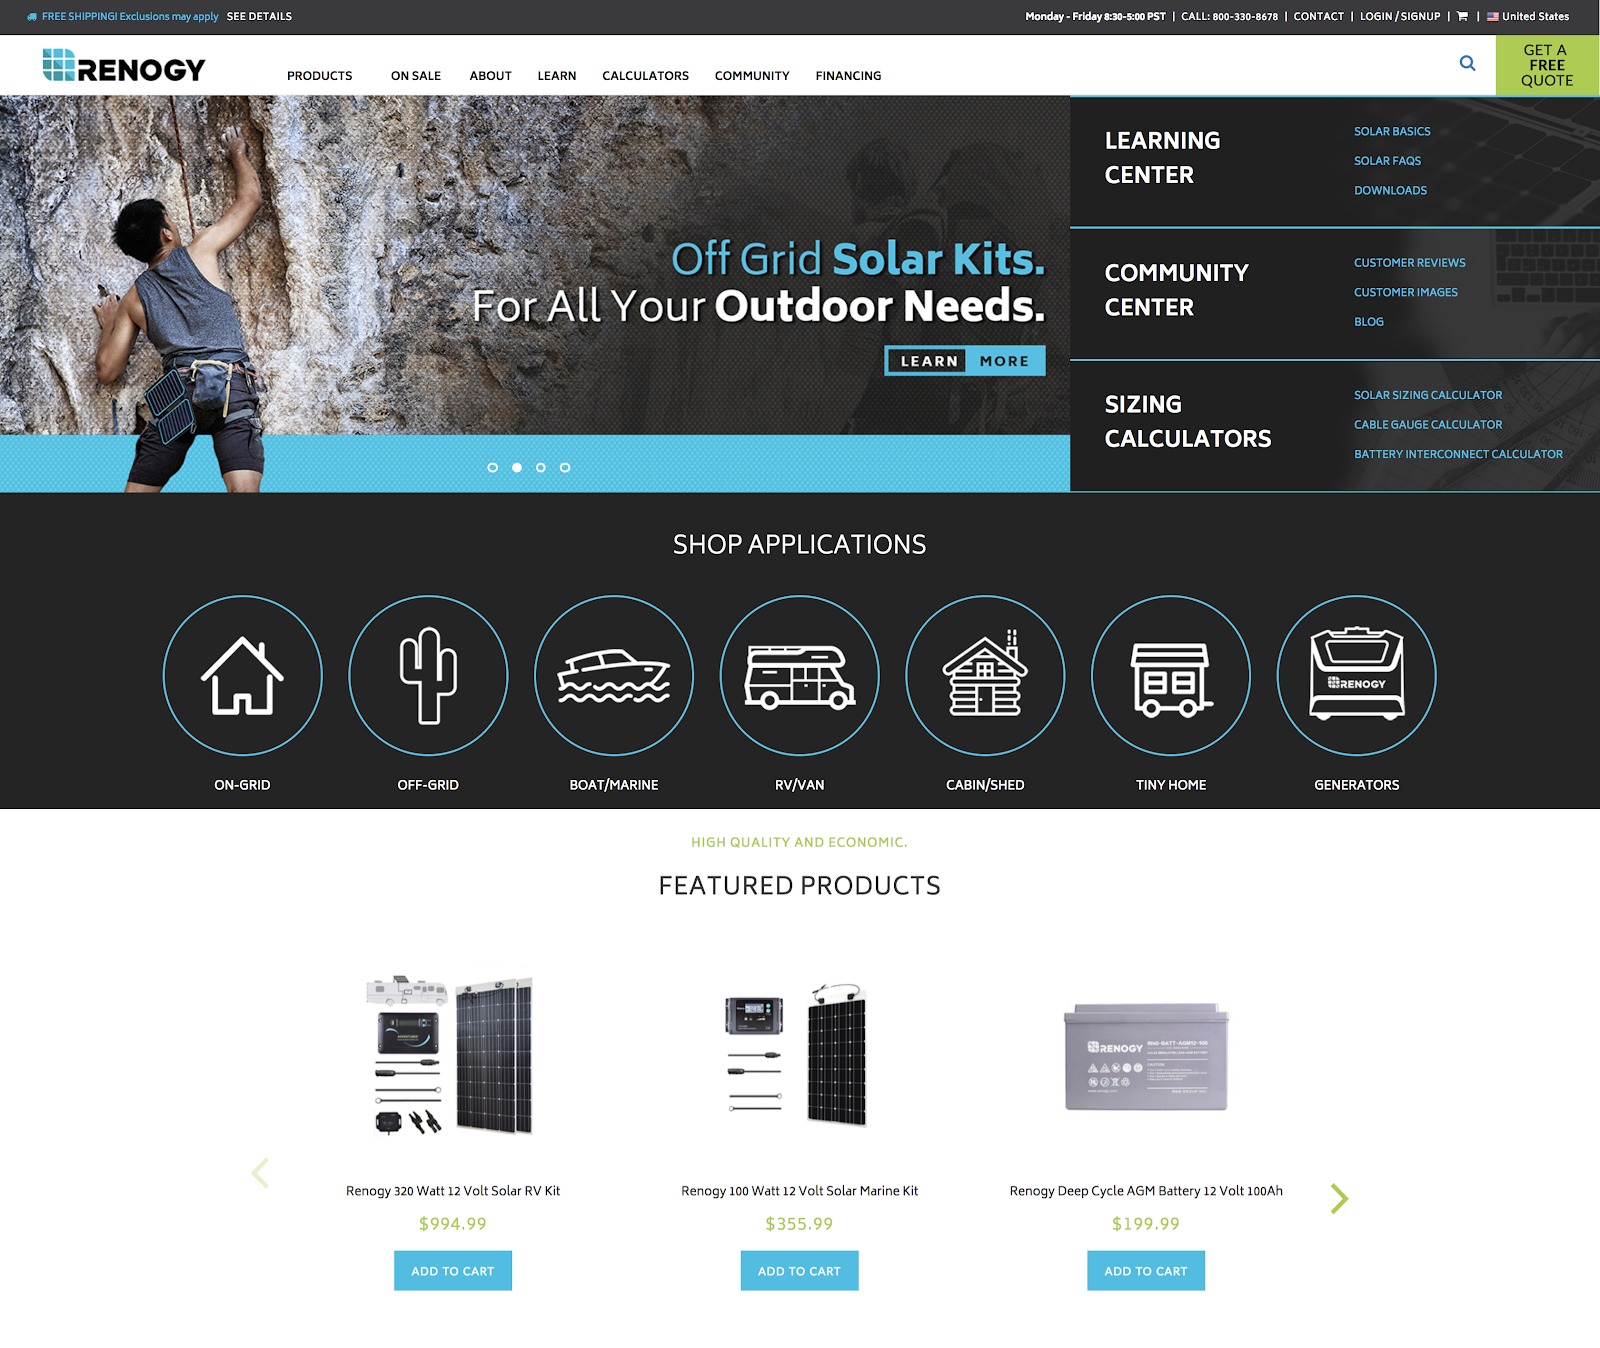 FREE SHIPPING! Exclusions may apply SEE DETAILS
Monday - Friday 8:30-5:00 PST | CALL: 800-330-8678 | CONTACT | LOGIN / SIGNUP | | United States
RENOGY
PRODUCTS ON SALE ABOUT LEARN CALCULATORS COMMUNITY FINANCING
GET A
FREE
QUOTE
Off Grid Solar Kits.
For All Your Outdoor Needs.
LEARN MORE
LEARNING
CENTER
SOLAR BASICS
SOLAR FAQS
DOWNLOADS
COMMUNITY
CENTER
CUSTOMER REVIEWS
CUSTOMER IMAGES
BLOG
SIZING
CALCULATORS
SOLAR SIZING CALCULATOR
CABLE GAUGE CALCULATOR
BATTERY INTERCONNECT CALCULATOR
SHOP APPLICATIONS
RENOGY
ON-GRID
OFF-GRID
BOAT/MARINE
RV/VAN
CABIN/SHED
TINY HOME
GENERATORS
HIGH QUALITY AND ECONOMIC.
FEATURED PRODUCTS
RENOGY
RNG-BATT-AGM12-100
Renogy 320 Watt 12 Volt Solar RV Kit
$994.99
ADD TO CART
Renogy 100 Watt 12 Volt Solar Marine Kit
$355.99
ADD TO CART
Renogy Deep Cycle AGM Battery 12 Volt 100Ah
$199.99
ADD TO CART